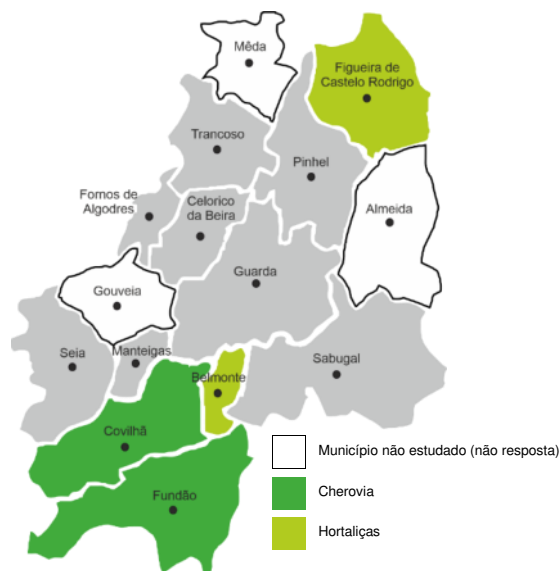 Mêda
Figueira de
Castelo Rodrigo
Trancoso
Pinhel
Fornos de
Algodres
Celorico
da Beira
Almeida
Guarda
Gouveia
Seia
Manteigas
Belmonte
Sabugal
Covilhã
Fundão
Município não estudado (não resposta)
Cherovia
Hortaliças